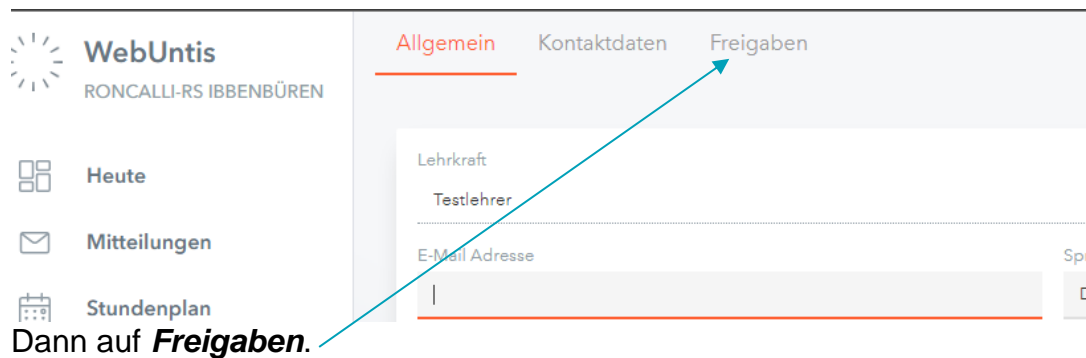 WebUntis
RONCALLI-RS IBBENBÜREN
Heute
Mitteilungen
Stundenplan
Allgemein Kontaktdaten Freigaben
Lehrkraft
Testlehrer
E-Mail Adresse
Dann auf Freigaben.